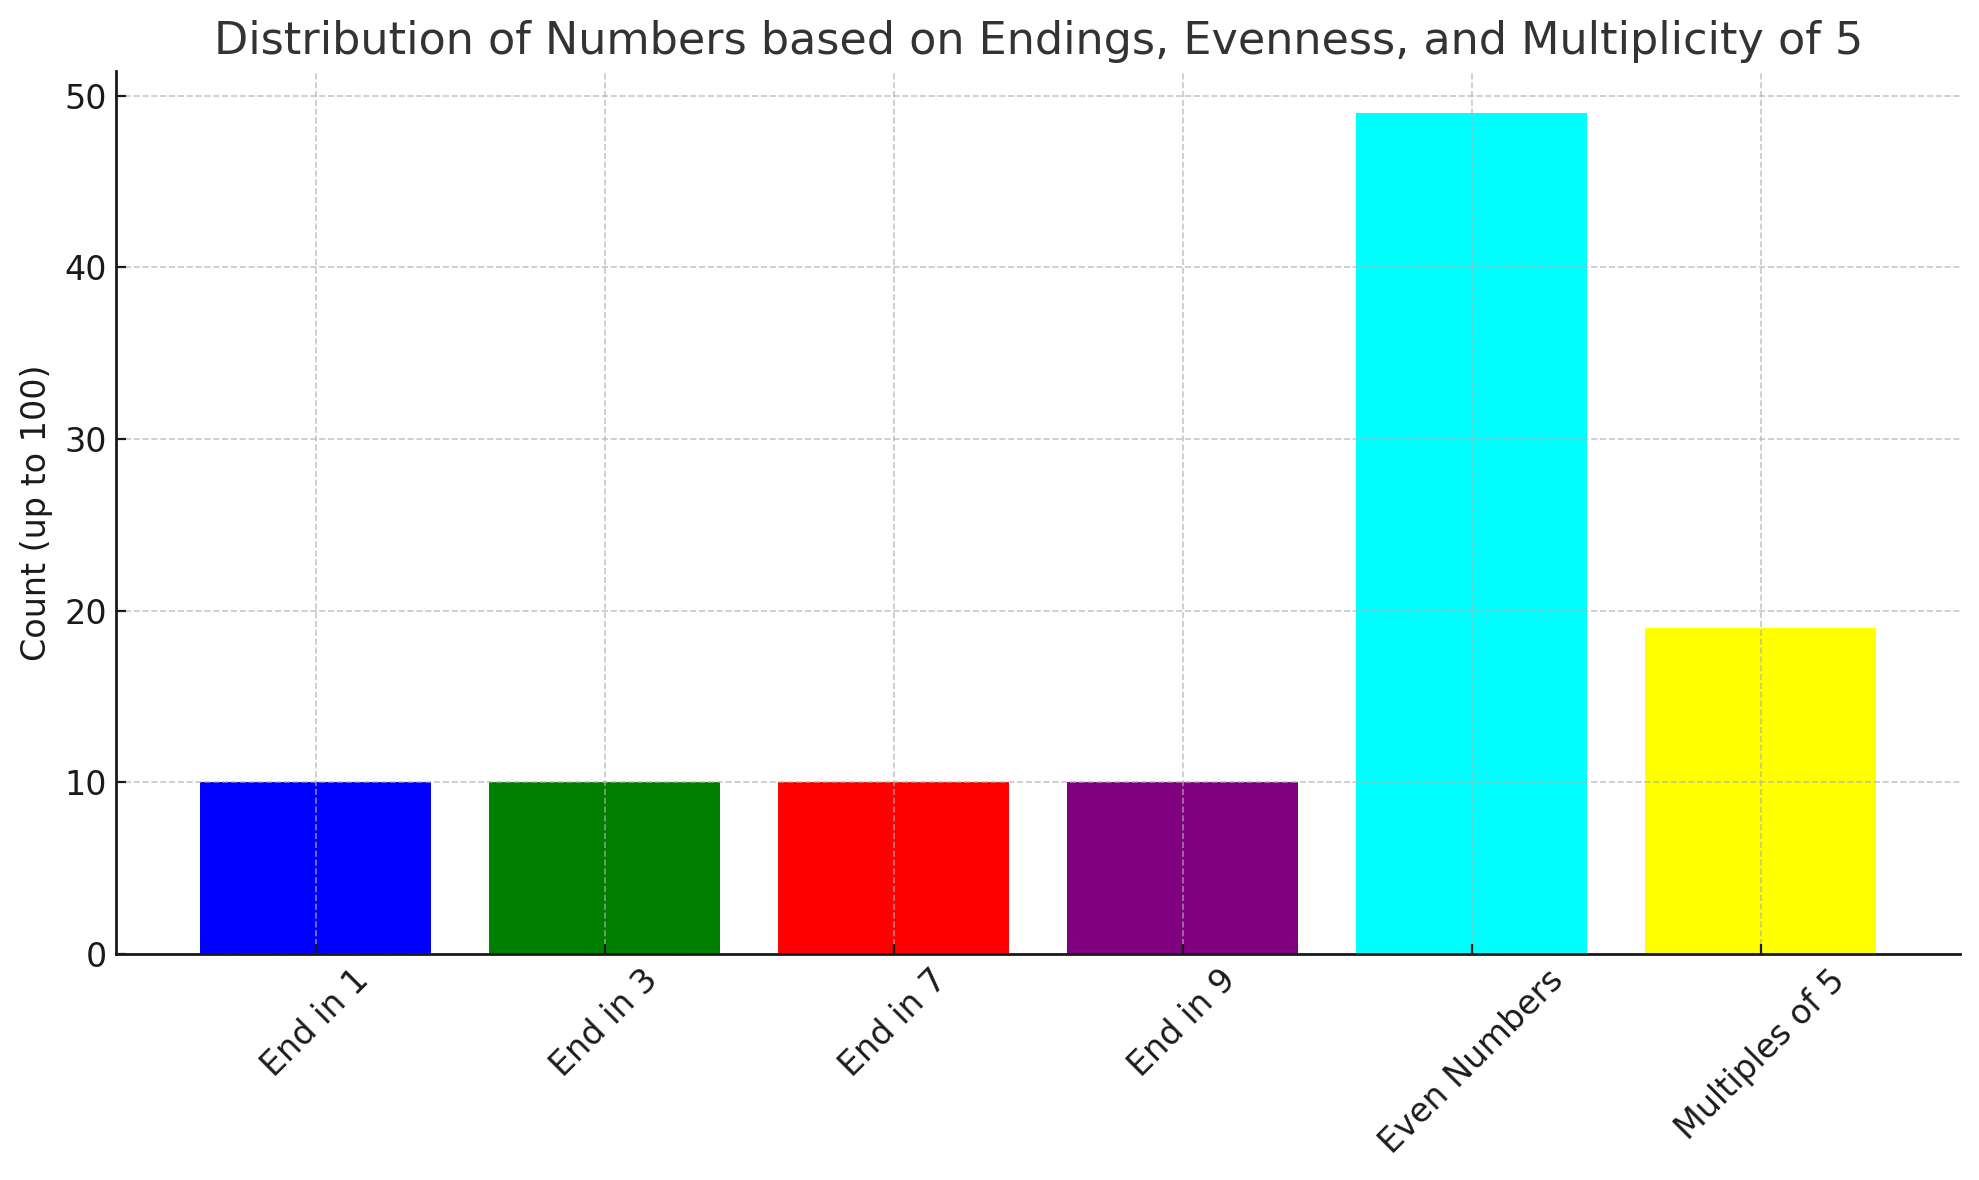 Distribution of Numbers based on Endings, Evenness, and Multiplicity of 5
Count (up to 100)
50
40
30
20
10
0
End in 1
End in 3
End in 7
End in 9
Even Numbers
Multiples of 5